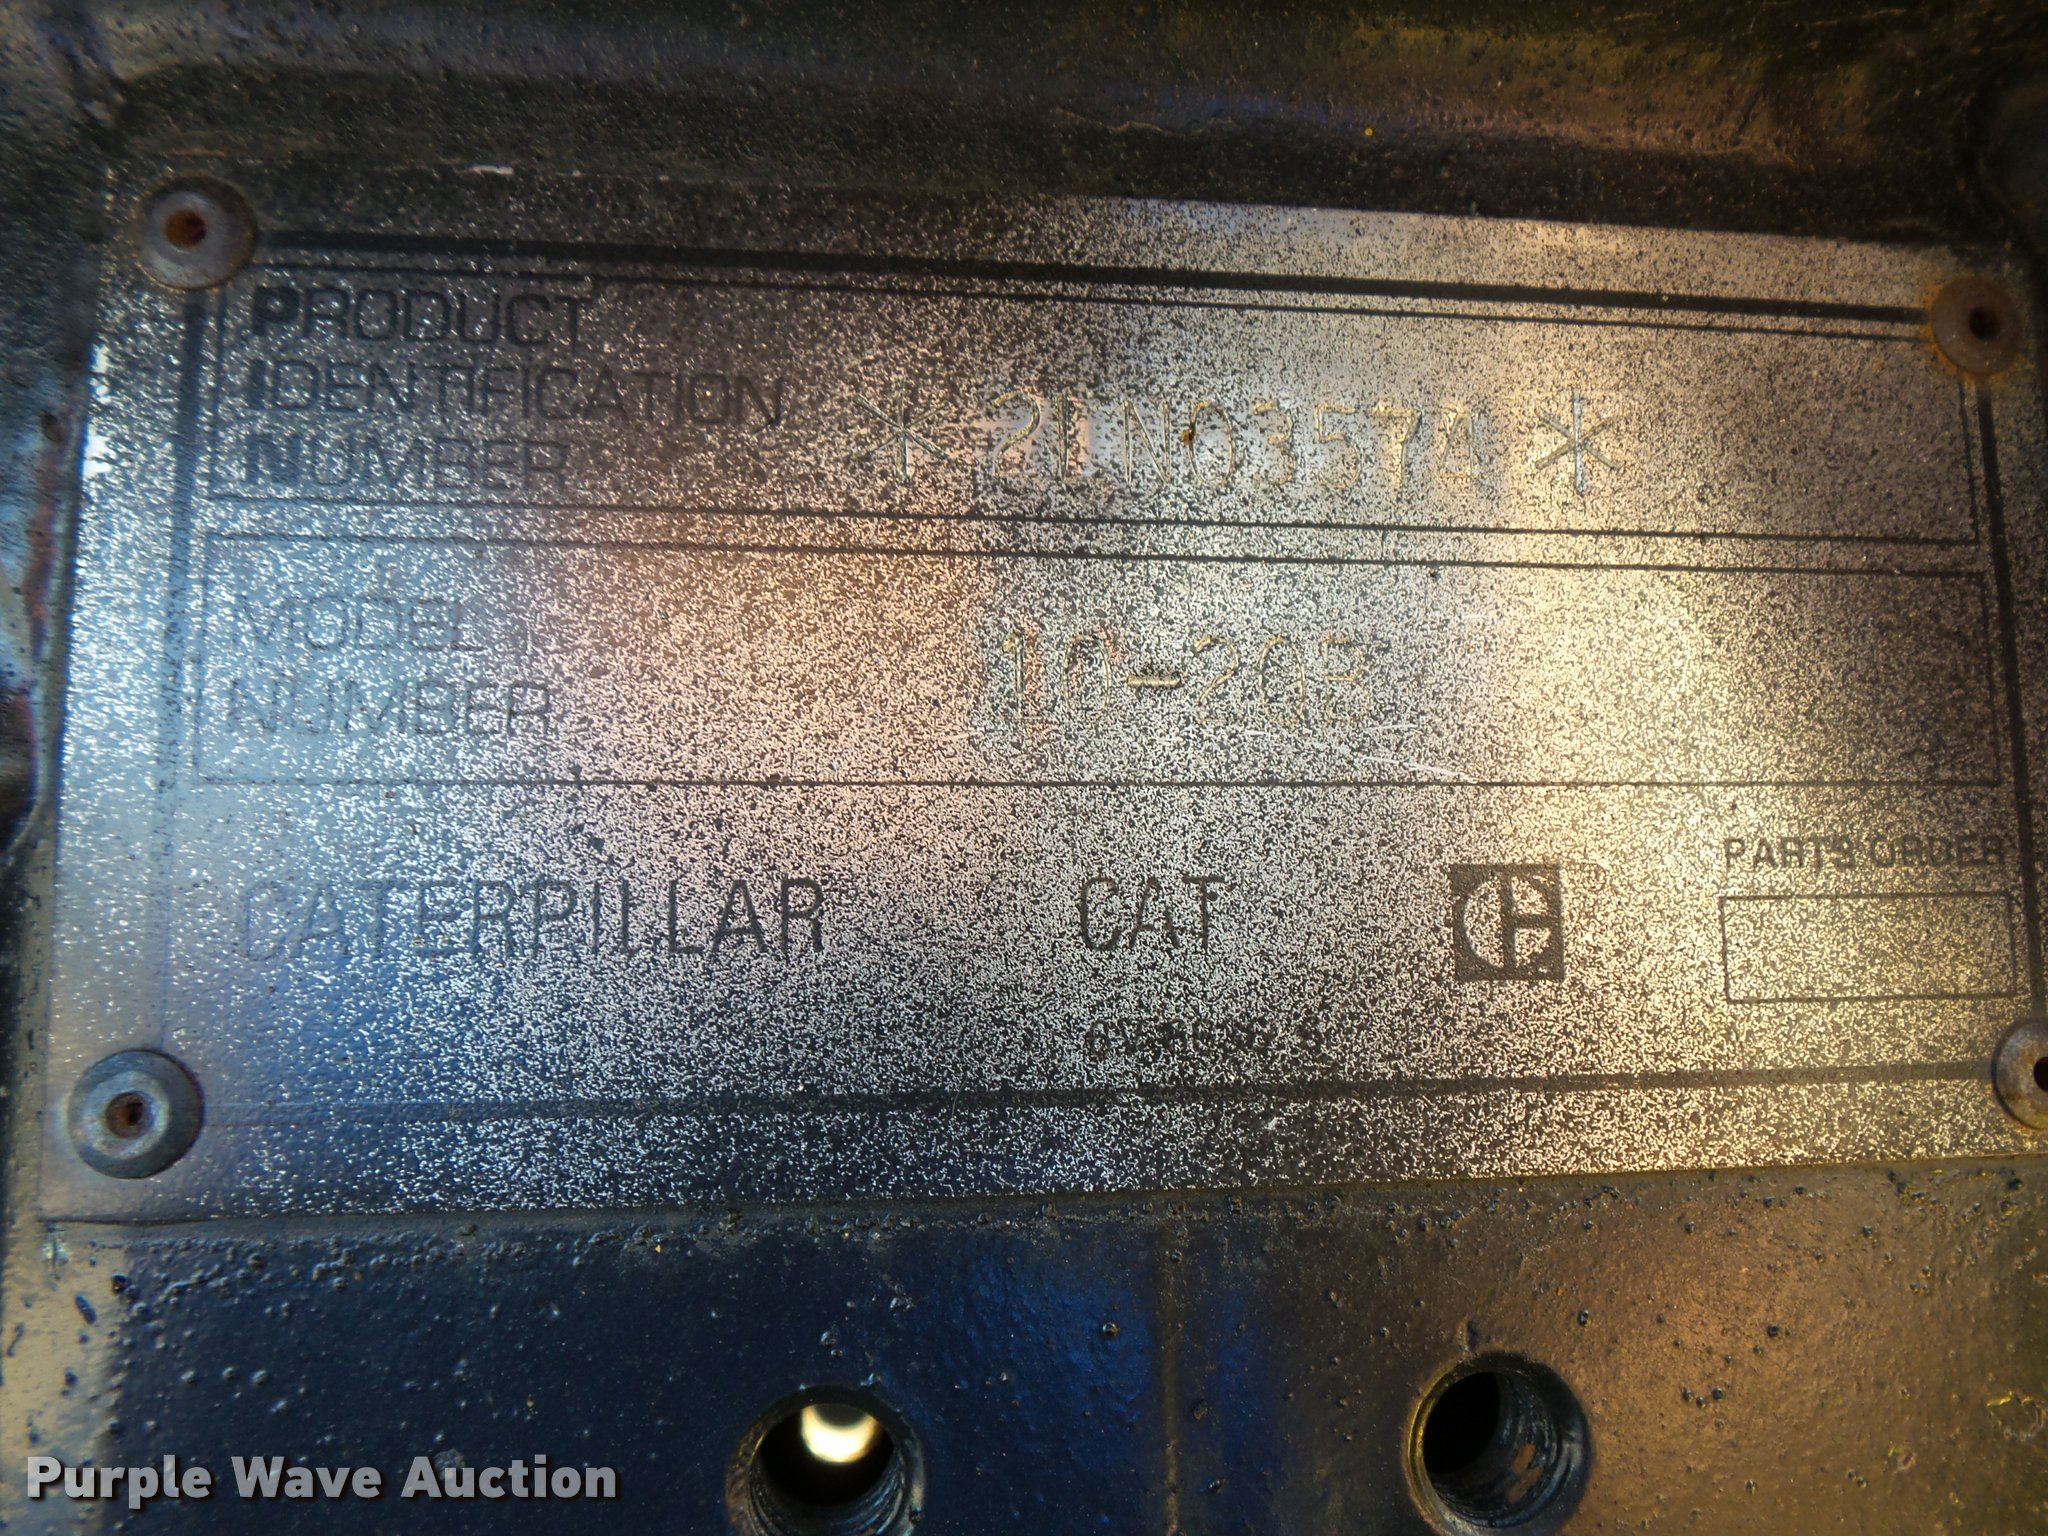 PRODUCT
IDENTIFICATION
NUMBER
*2LN03574*
MODEL
NUMBER
10-20B
CATERPILLAR CAT
PARTS ORDER
Purple Wave Auction